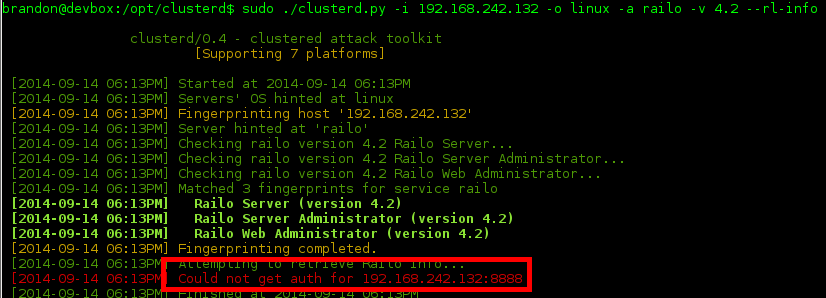 brandon@devbox:/opt/clusterd$ sudo ./clusterd.py -i 192.168.242.132 -o linux -a railo -v 4.2 --rl-info
clusterd/0.4 - clustered attack toolkit
[Supporting 7 platforms]
[2014-09-14 06:13PM] Started at 2014-09-14 06:13PM
[2014-09-14 06:13PM] Servers' OS hinted at linux
[2014-09-14 06:13PM] Fingerprinting host '192.168.242.132'
[2014-09-14 06:13PM] Server hinted at 'railo'
[2014-09-14 06:13PM] Checking railo version 4.2 Railo Server...
[2014-09-14 06:13PM] Checking railo version 4.2 Railo Server Administrator...
[2014-09-14 06:13PM] Checking railo version 4.2 Railo Web Administrator...
[2014-09-14 06:13PM] Matched 3 fingerprints for service railo
[2014-09-14 06:13PM] Railo Server (version 4.2)
[2014-09-14 06:13PM] Railo Server Administrator (version 4.2)
[2014-09-14 06:13PM] Railo Web Administrator (version 4.2)
[2014-09-14 06:13PM] Fingerprinting completed.
[2014-09-14 06:13PM] Attempting to retrieve Railo info...
[2014-09-14 06:13PM] Could not get auth for 192.168.242.132:8888
[2014-09-14 06:13PM] Finished at 2014-09-14 06:13PM